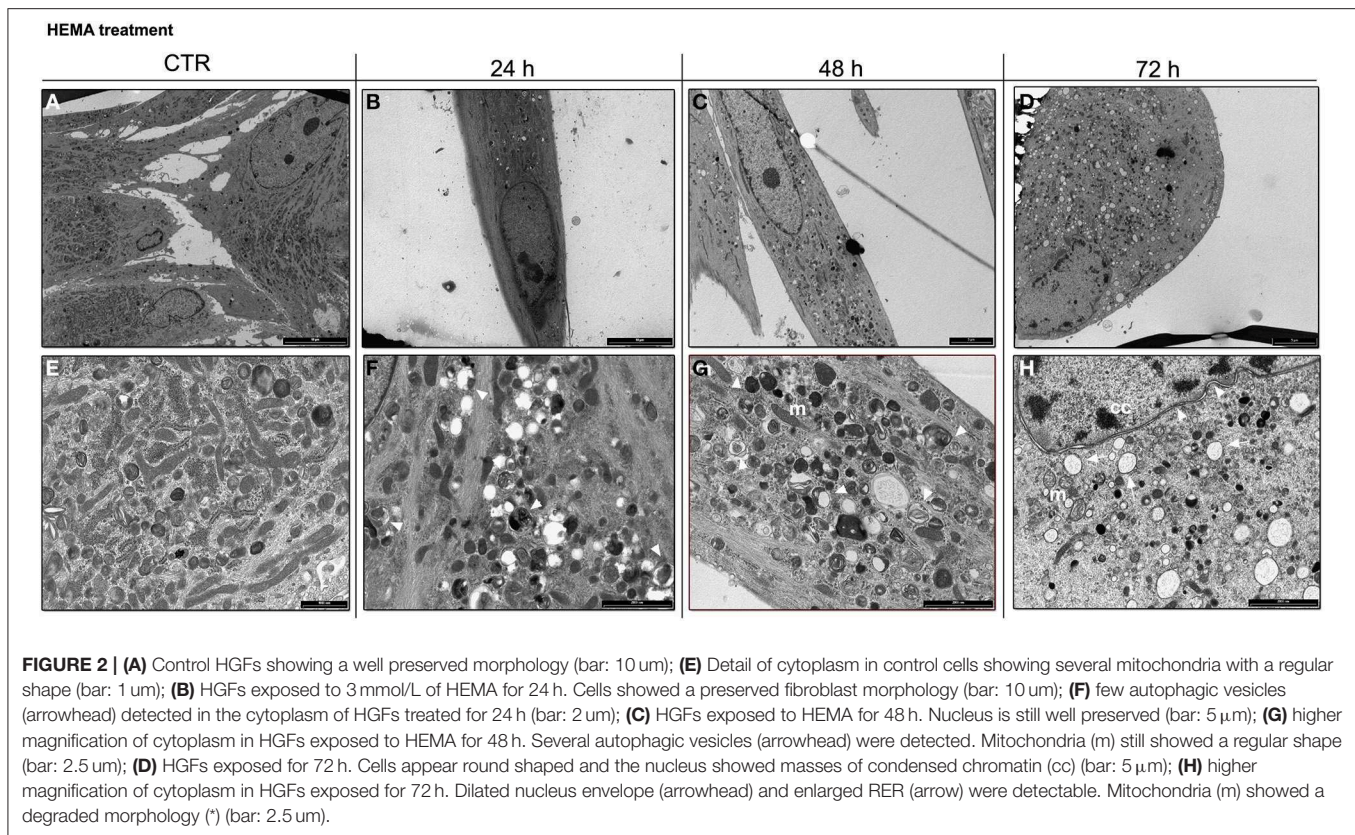 HEMA treatment
CTR
24 h
48 h
72 h
A
B
C
D
E
F
G
m
H
cc
m
FIGURE 2 | (A) Control HGFs showing a well preserved morphology (bar: 10 um); (E) Detail of cytoplasm in control cells showing several mitochondria with a regular
shape (bar: 1 um); (B) HGFs exposed to 3 mmol/L of HEMA for 24 h. Cells showed a preserved fibroblast morphology (bar: 10 um); (F) few autophagic vesicles
(arrowhead) detected in the cytoplasm of HGFs treated for 24 h (bar: 2 um); (C) HGFs exposed to HEMA for 48 h. Nucleus is still well preserved (bar: 5 μm); (G) higher
magnification of cytoplasm in HGFs exposed to HEMA for 48 h. Several autophagic vesicles (arrowhead) were detected. Mitochondria (m) still showed a regular shape
(bar: 2.5 um); (D) HGFs exposed for 72 h. Cells appear round shaped and the nucleus showed masses of condensed chromatin (cc) (bar: 5 μm); (H) higher
magnification of cytoplasm in HGFs exposed for 72 h. Dilated nucleus envelope (arrowhead) and enlarged RER (arrow) were detectable. Mitochondria (m) showed a
degraded morphology (*) (bar: 2.5 um).